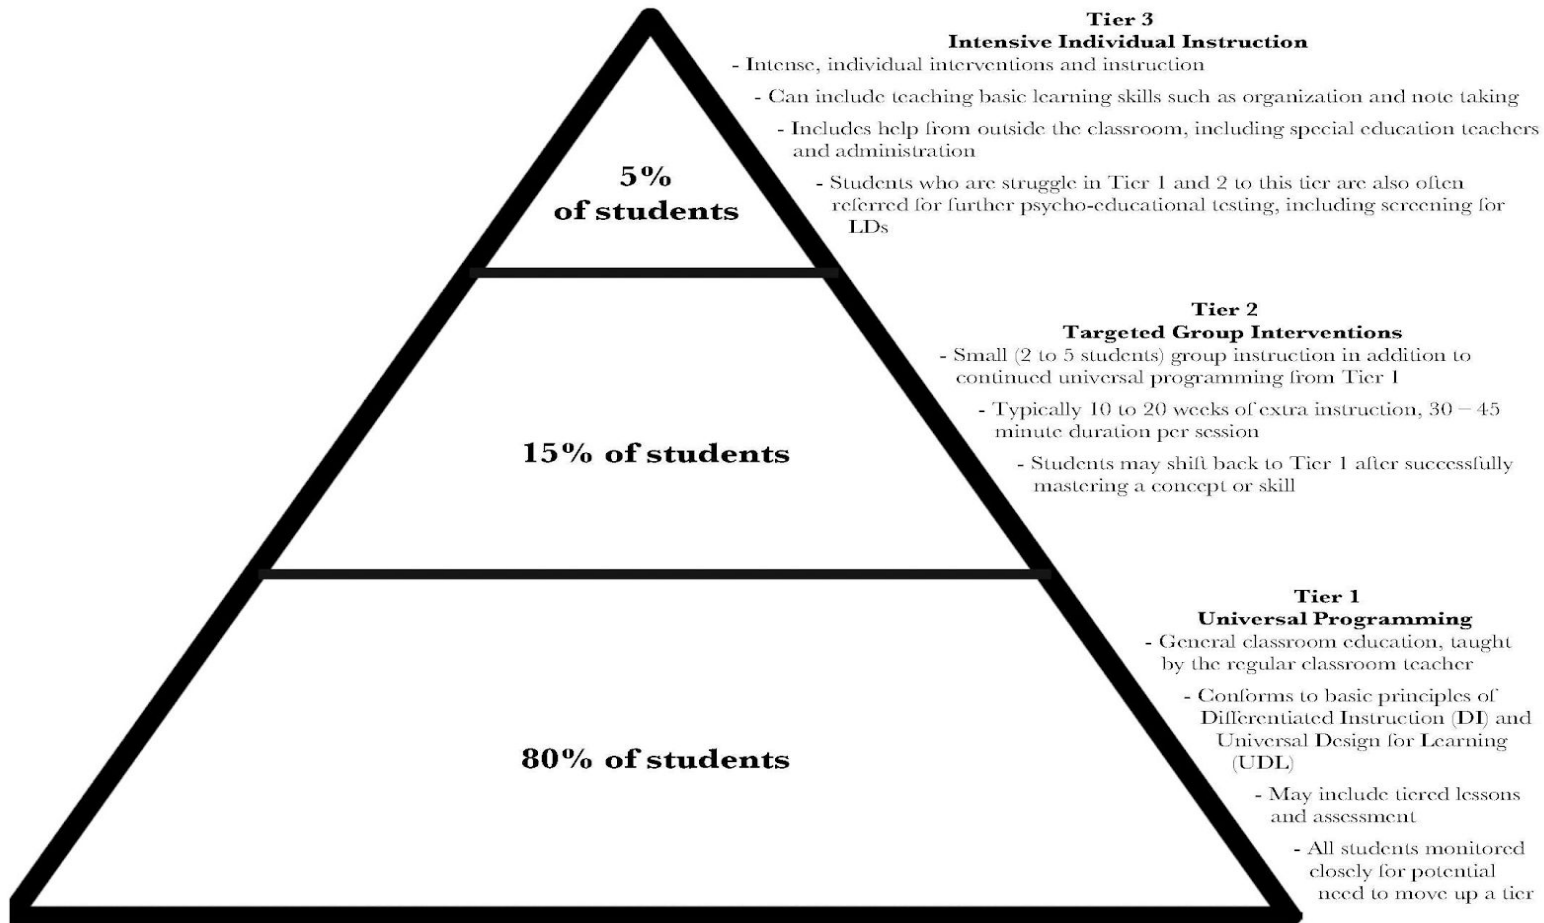 Tier 3
Intensive Individual Instruction
- Intense, individual interventions and instruction
- Can include teaching basic learning skills such as organization and note taking
- Includes help from outside the classroom, including special education teachers
and administration
- Students who are struggle in Tier 1 and 2 to this tier are also often
referred for further psycho-educational testing, including screening for
LDs
5%
of students
Tier 2
Targeted Group Interventions
- Small (2 to 5 students) group instruction in addition to
continued universal programming from Tier 1
- Typically 10 to 20 weeks of extra instruction, 30 – 45
minute duration per session
- Students may shift back to Tier 1 after successfully
mastering a concept or skill
15% of students
Tier 1
Universal Programming
- General classroom education, taught
by the regular classroom teacher
- Conforms to basic principles of
Differentiated Instruction (DI) and
Universal Design for Learning
(UDL)
- May include tiered lessons
and assessment
- All students monitored
closely for potential
need to move up a tier
80% of students